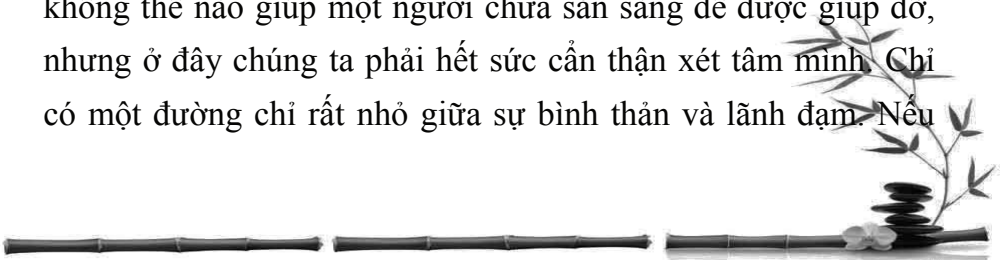 không thể nào giúp một người chưa sẵn sàng để được giúp đỡ,
nhưng ở đây chúng ta phải hết sức cẩn thận xét tâm mình. Chỉ
có một đường chỉ rất nhỏ giữa sự bình thản và lãnh đạm. Nếu